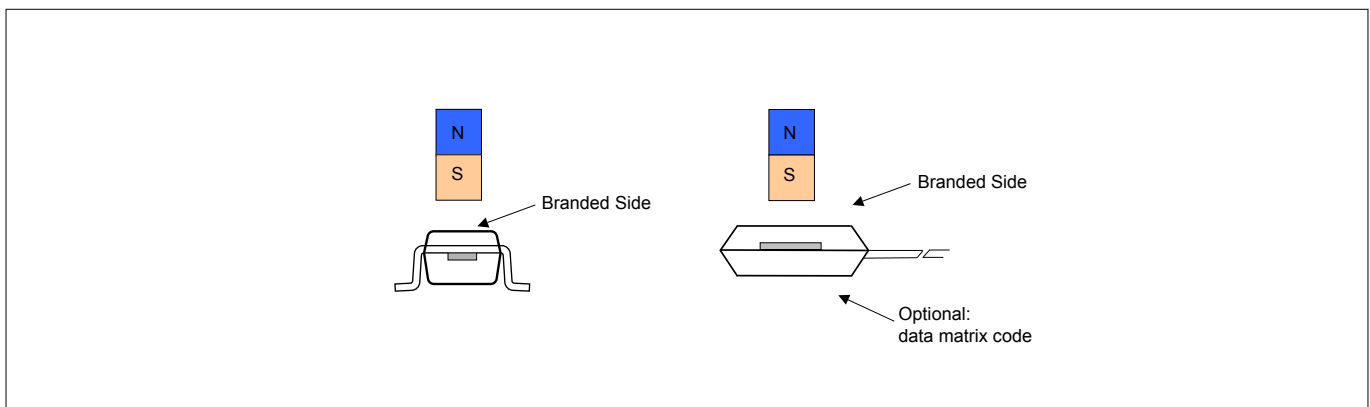 N
S
Branded Side
N
S
Branded Side
Optional:
data matrix code